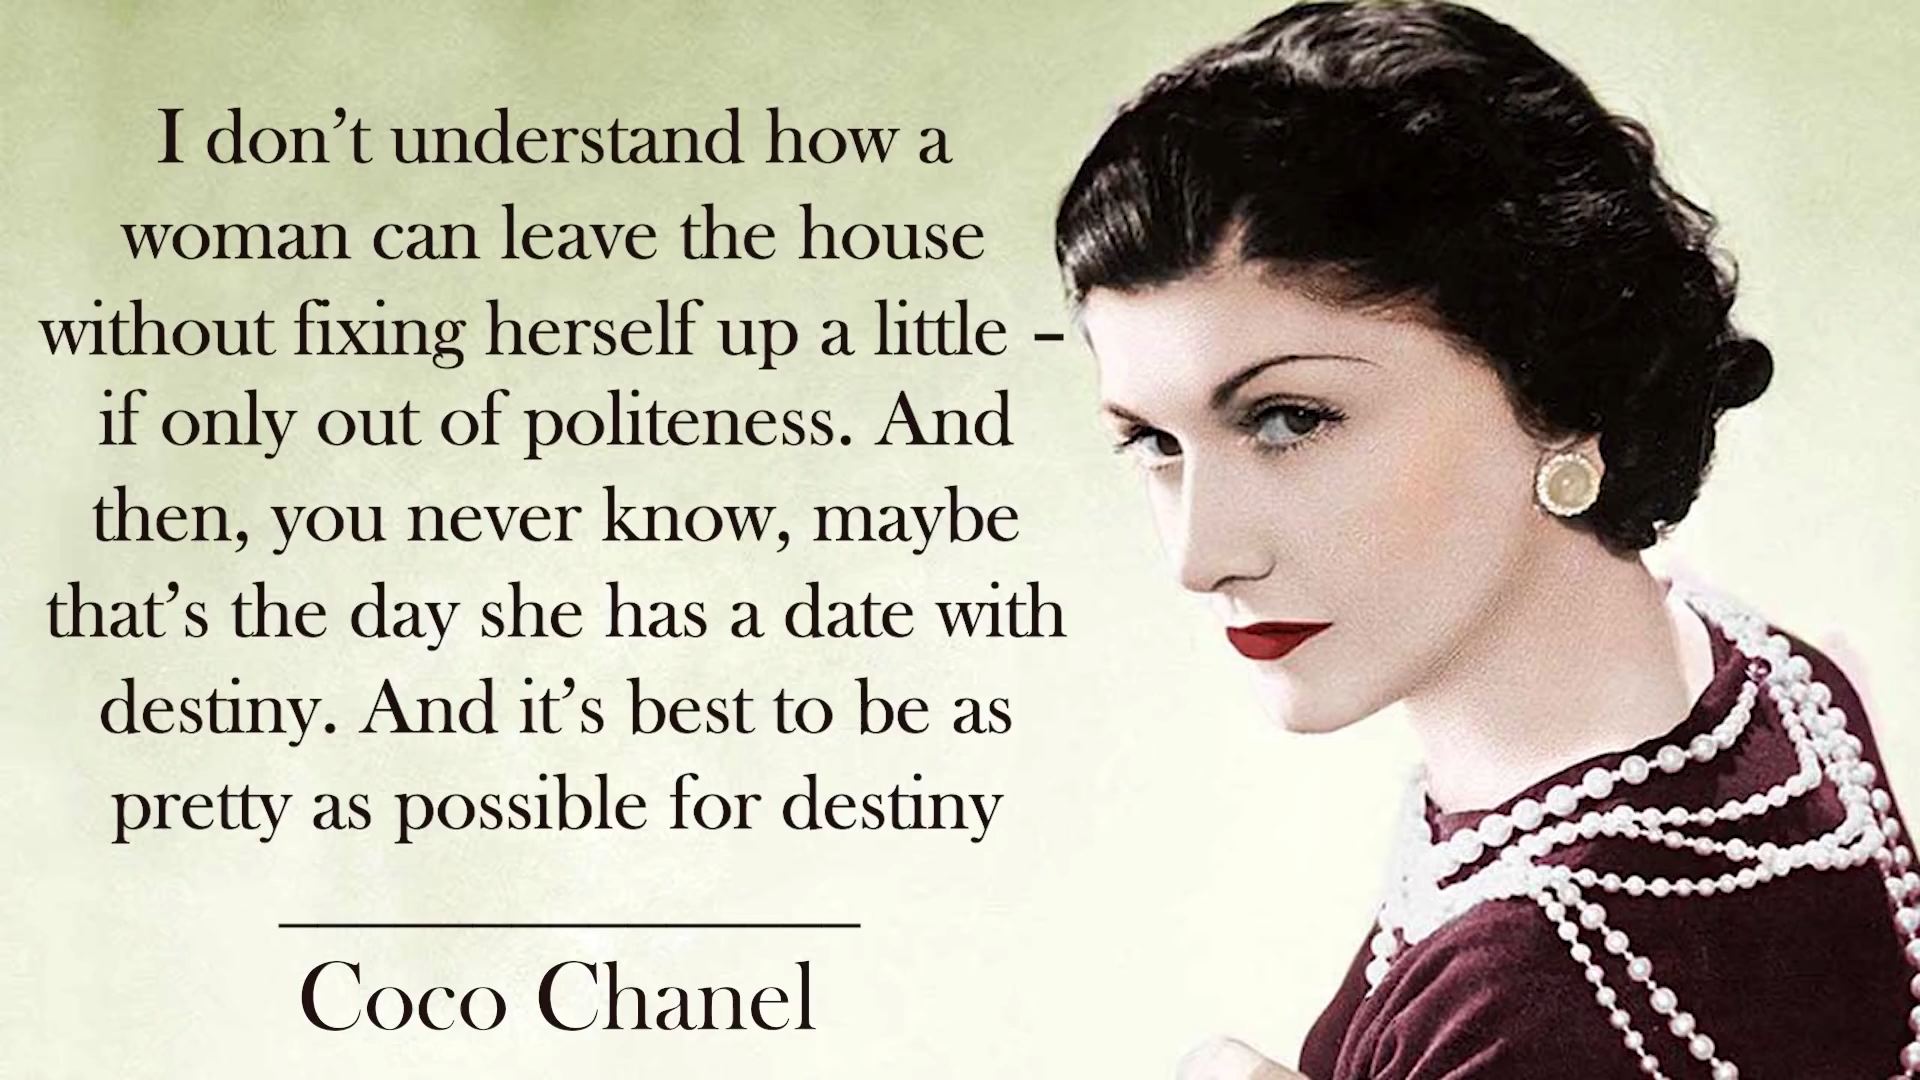 I don’t understand how a
woman can leave the house
without fixing herself up a little –
if only out of politeness. And
then, you never know, maybe
that’s the day she has a date with
destiny. And it’s best to be as
pretty as possible for destiny
Coco Chanel